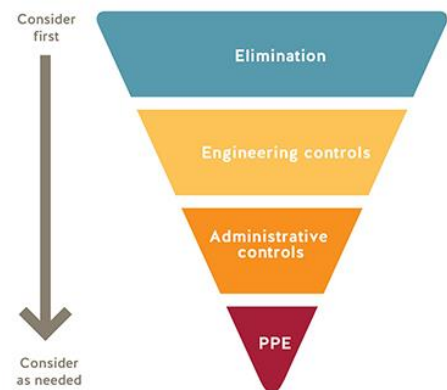 Consider
first
Elimination
Engineering controls
Administrative
controls
PPE
Consider
as needed